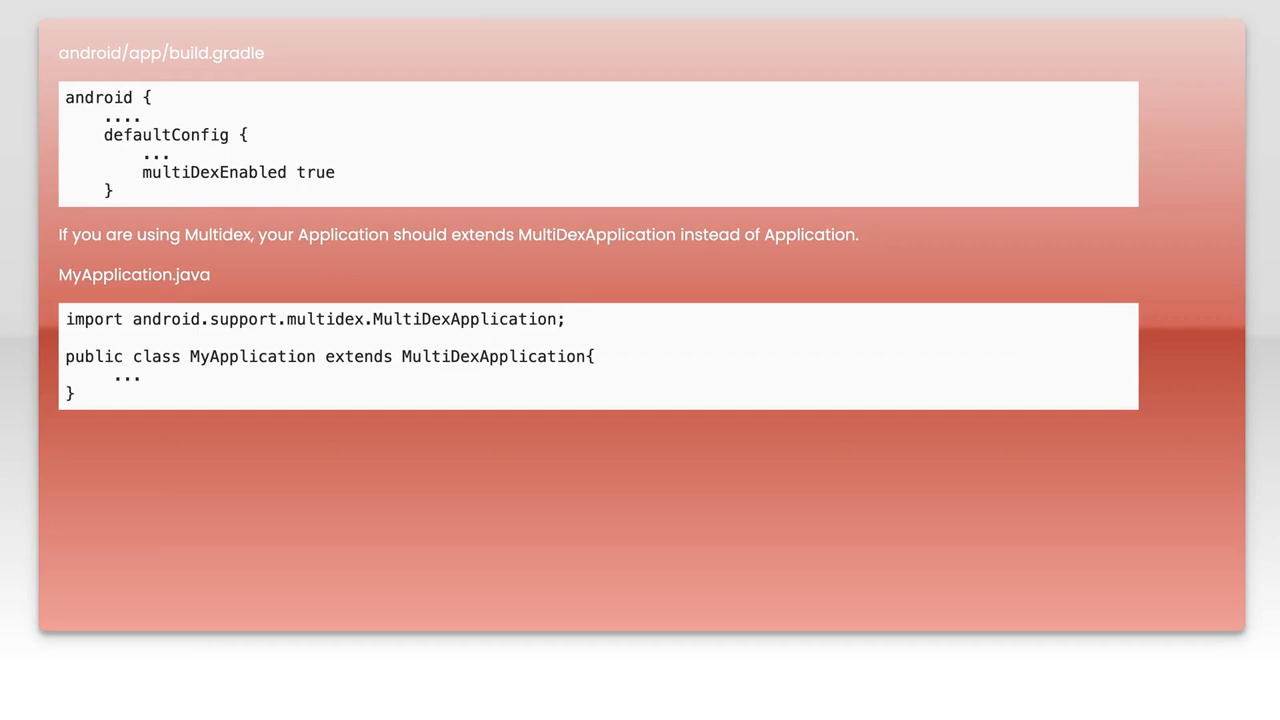 android/app/build.gradle
android {
    ....
    defaultConfig {
        ...
        multiDexEnabled true
    }
If you are using Multidex, your Application should extends MultiDexApplication instead of Application.
MyApplication.java
import android.support.multidex.MultiDexApplication;
public class MyApplication extends MultiDexApplication{
     ...
}